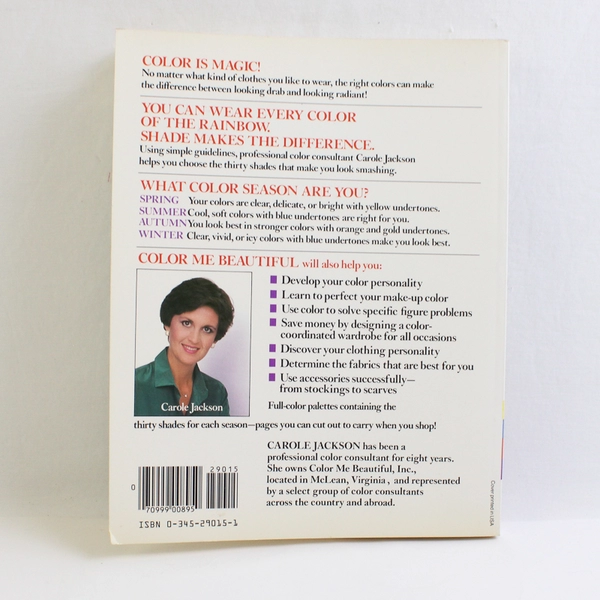 COLOR IS MAGIC!
No matter what kind of clothes you like to wear, the right colors can make
the difference between looking drab and looking radiant!
YOU CAN WEAR EVERY COLOR
OF THE RAINBOW.
SHADE MAKES THE DIFFERENCE.
Using simple guidelines, professional color consultant Carole Jackson
helps you choose the thirty shades that make you look smashing.
WHAT COLOR SEASON ARE YOU?
SPRING Your colors are clear, delicate, or bright with yellow undertones.
SUMMER Cool, soft colors with blue undertones are right for you.
AUTUMN You look best in stronger colors with orange and gold undertones.
WINTER Clear, vivid, or icy colors with blue undertones make you look best.
COLOR ME BEAUTIFUL will also help you:
Develop your color personality
Learn to perfect your make-up color
Use color to solve specific figure problems
Save money by designing a color-
coordinated wardrobe for all occasions
Discover your clothing personality
Determine the fabrics that are best for you
Use accessories successfully—
from stockings to scarves
Carole Jackson
Full-color palettes containing the
thirty shades for each season—pages you can cut out to carry when you shop!
CAROLE JACKSON has been a
professional color consultant for eight years.
She owns Color Me Beautiful, Inc.,
located in McLean, Virginia, and represented
by a select group of color consultants
across the country and abroad.
29015
0
70999 00895
ISBN 0-345-29015-1
Cover printed in USA